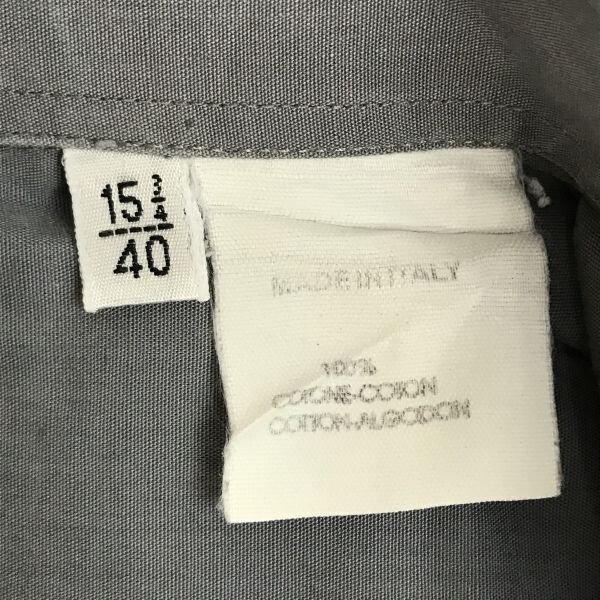 15 3/4
40
MADE IN ITALY
100%
COTONE-COTON
COTTON-ALGODON